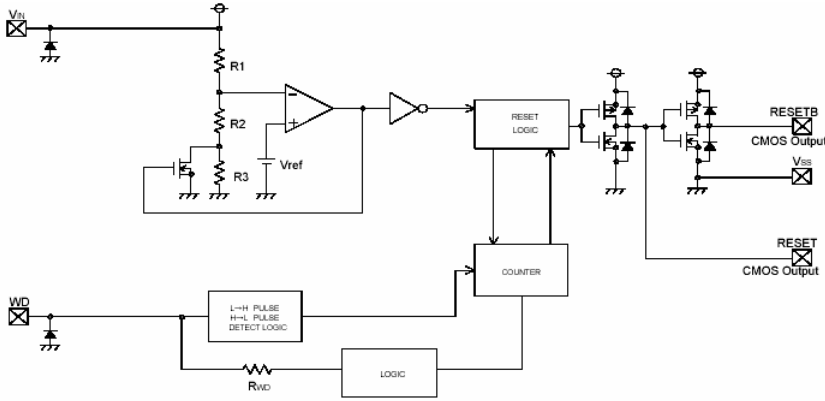 VIN
R1
R2
R3
Vref
RESET
LOGIC
RESETB
CMOS Output
VSS
RESET
CMOS Output
COUNTER
WD
L→H PULSE
H→L PULSE
DETECT LOGIC
RWD
LOGIC